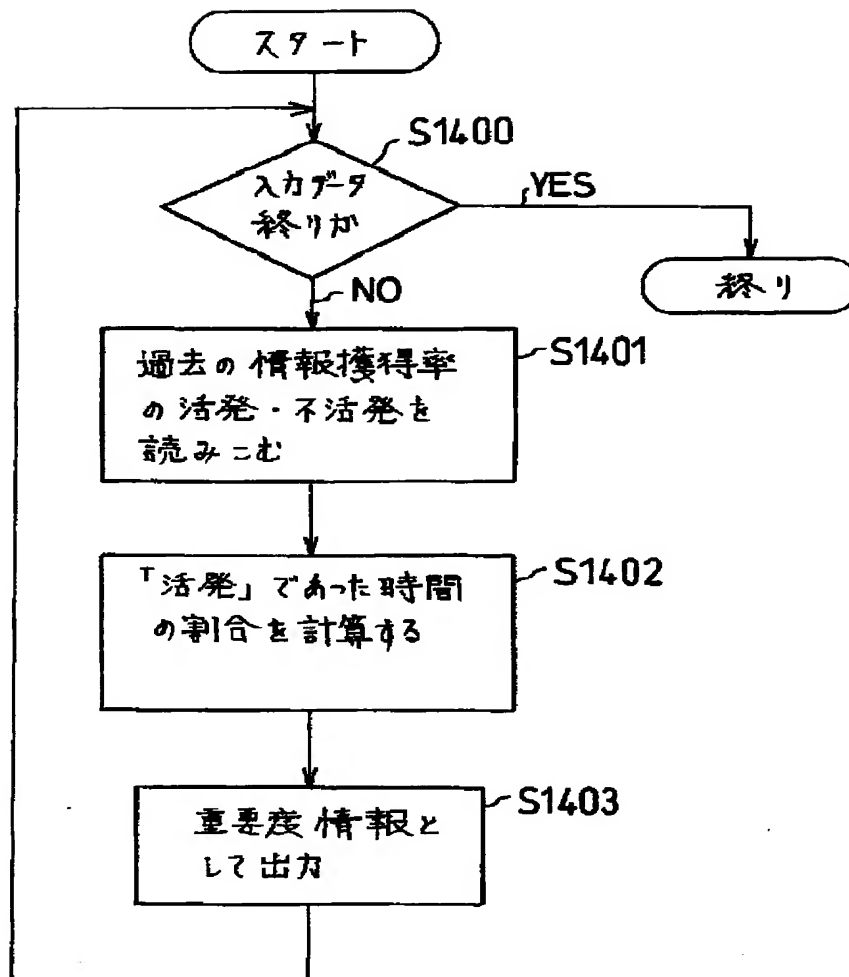 スタート
S1400
入力データ
終りか
YES
終り
NO
S1401
過去の情報獲得率
の活発・不活発を
読みこむ
S1402
「活発」であった時間
の割合を計算する
S1403
重要度情報と
して出力